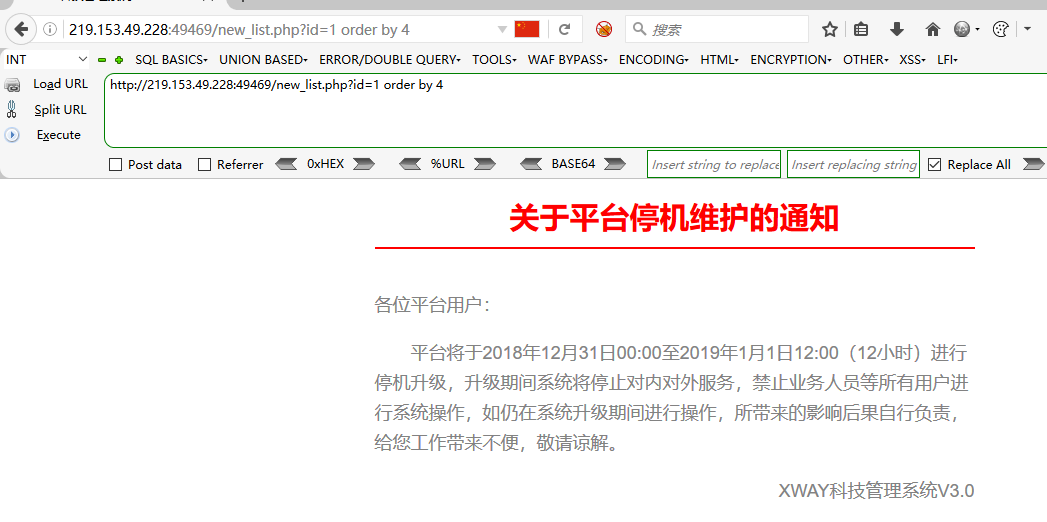 219.153.49.228:49469/new_list.php?id=1 order by 4
搜索
INT
SQL BASICS
UNION BASED
ERROR/DOUBLE QUERY
TOOLS
WAF BYPASS
ENCODING
HTML
ENCRYPTION
OTHER
XSS
LFI
Load URL
http://219.153.49.228:49469/new_list.php?id=1 order by 4
Split URL
Execute
Post data
Referrer
0xHEX
%URL
BASE64
Insert string to replace
Insert replacing string
Replace All
关于平台停机维护的通知
各位平台用户：
平台将于2018年12月31日00:00至2019年1月1日12:00（12小时）进行
停机升级，升级期间系统将停止对内对外服务，禁止业务人员等所有用户进
行系统操作，如仍在系统升级期间进行操作，所带来的影响后果自行负责，
给您工作带来不便，敬请谅解。
XWAY科技管理系统V3.0